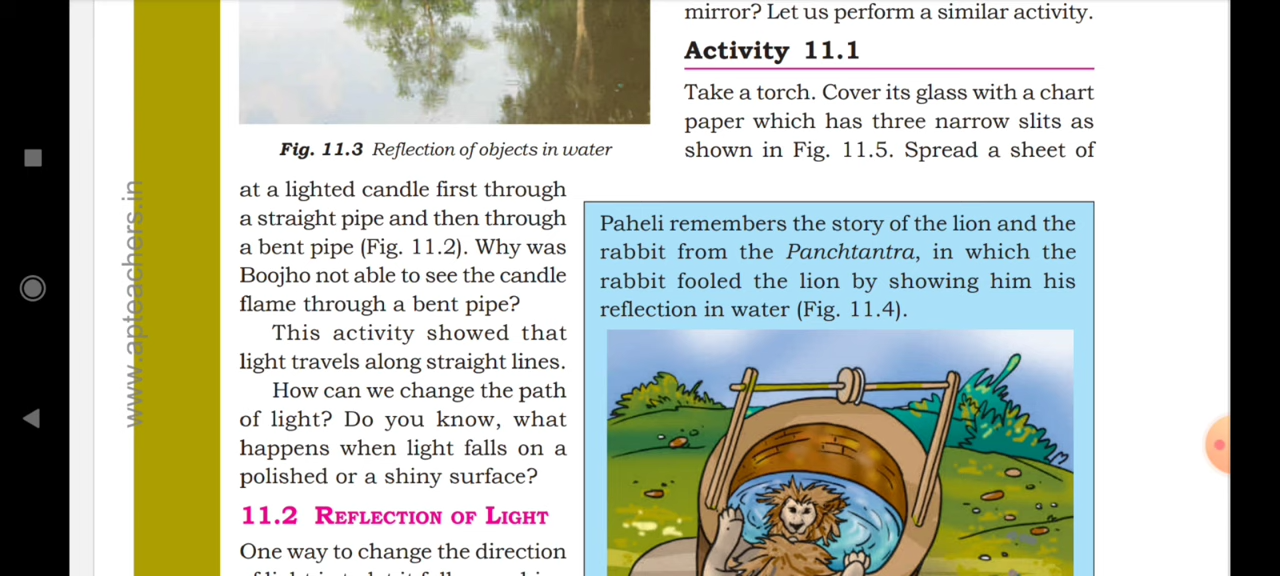 www.apteachers.in
Fig. 11.3 Reflection of objects in water
at a lighted candle first through
a straight pipe and then through
a bent pipe (Fig. 11.2). Why was
Boojho not able to see the candle
flame through a bent pipe?
This activity showed that
light travels along straight lines.
How can we change the path
of light? Do you know, what
happens when light falls on a
polished or a shiny surface?
11.2 REFLECTION OF LIGHT
One way to change the direction
mirror? Let us perform a similar activity.
Activity 11.1
Take a torch. Cover its glass with a chart
paper which has three narrow slits as
shown in Fig. 11.5. Spread a sheet of
Paheli remembers the story of the lion and the
rabbit from the Panchtantra, in which the
rabbit fooled the lion by showing him his
reflection in water (Fig. 11.4).